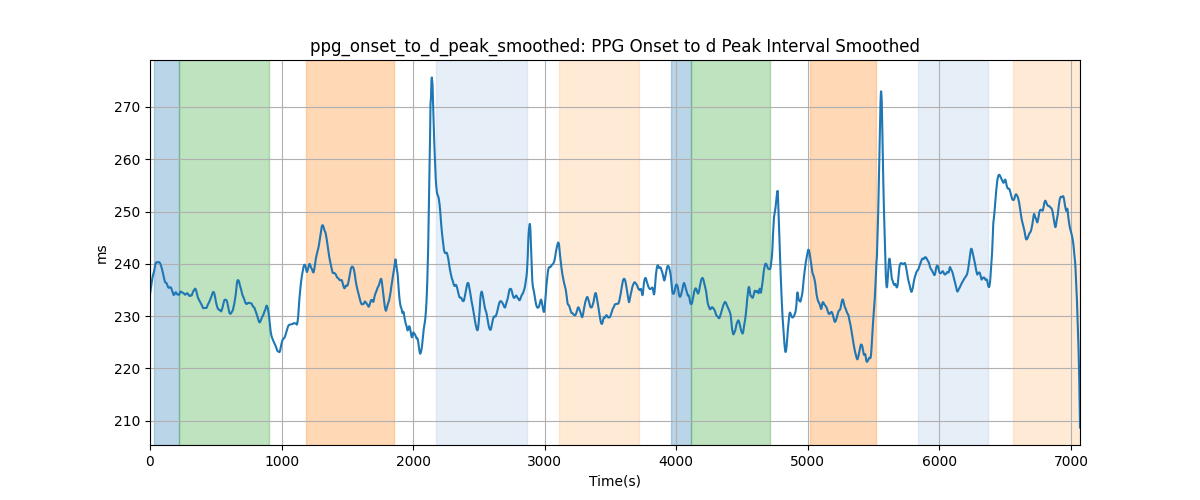 ppg_onset_to_d_peak_smoothed: PPG Onset to d Peak Interval Smoothed
270
260
250
240
230
220
210
ms
0 1000 2000 3000 4000 5000 6000 7000
Time(s)